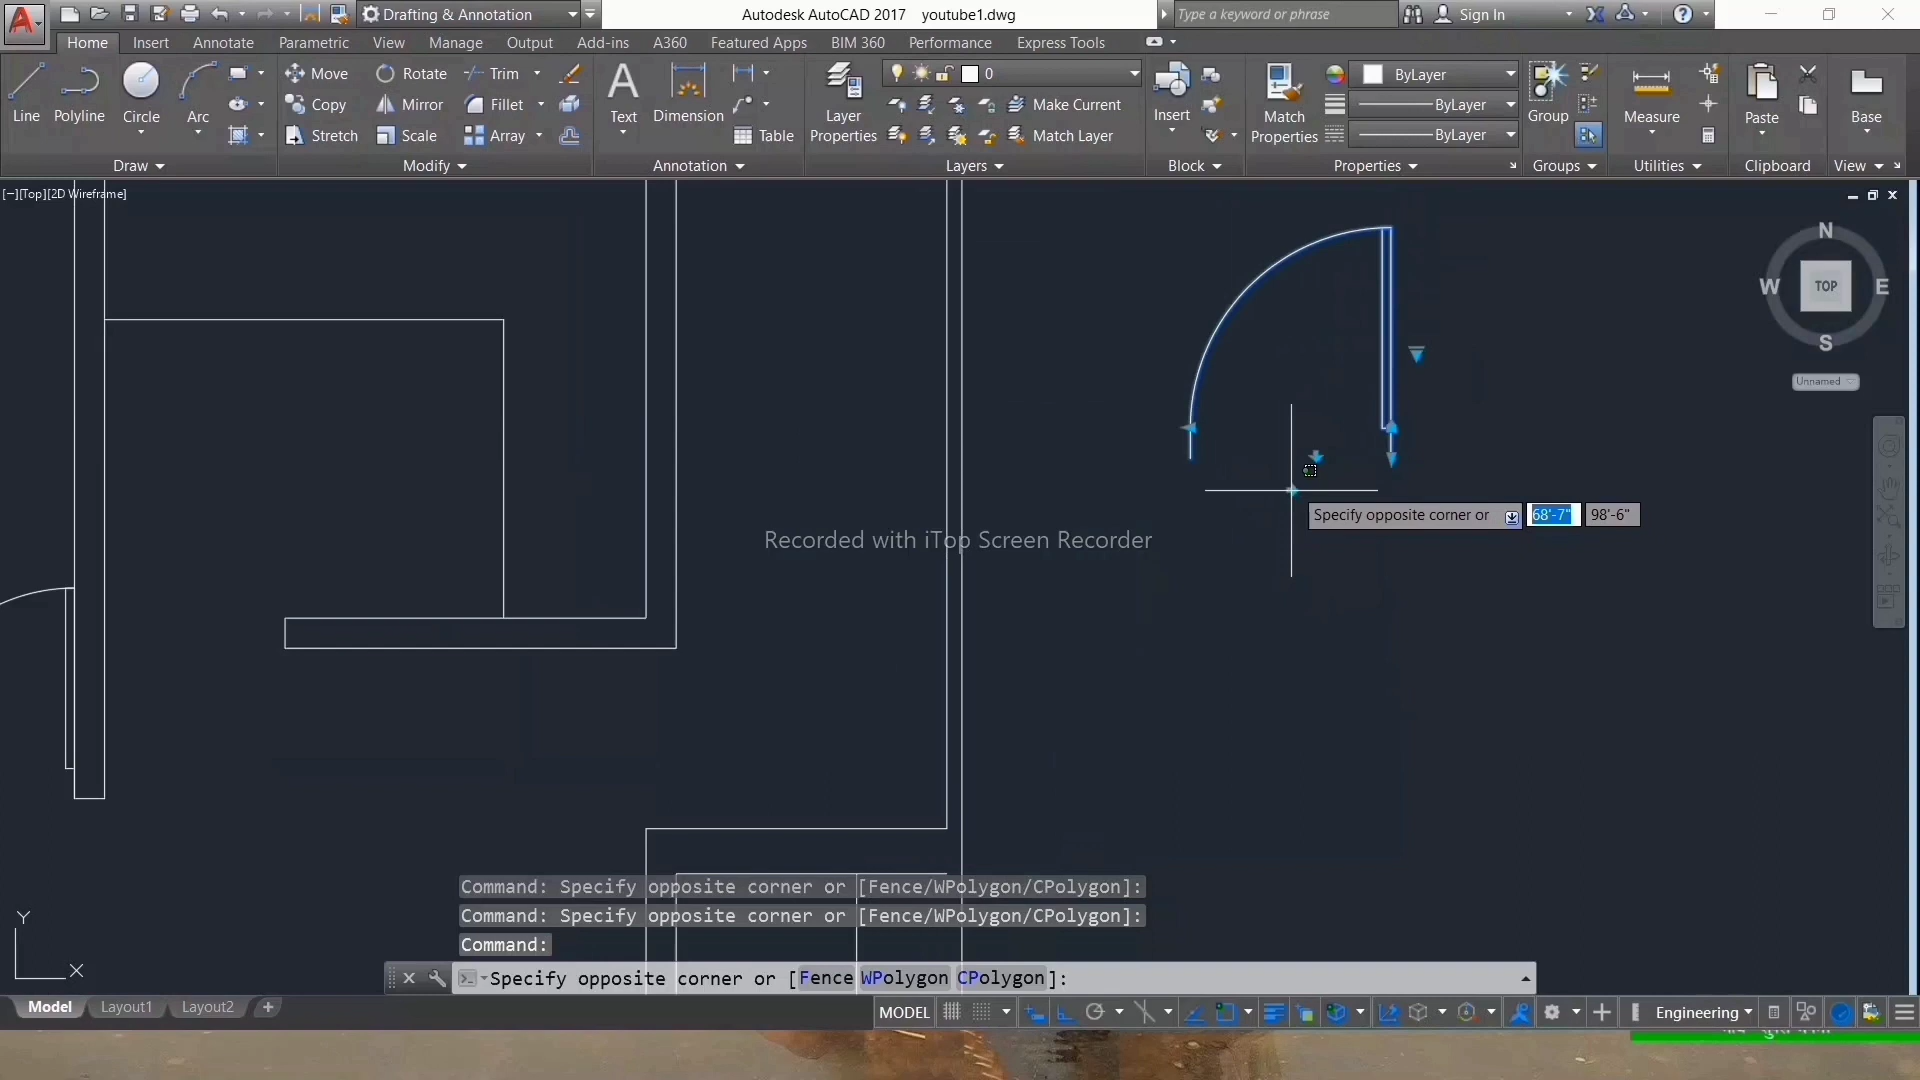 Drafting & Annotation
Autodesk AutoCAD 2017 youtube1.dwg
Type a keyword or phrase
Sign In
Home Insert Annotate Parametric View Manage Output Add-ins A360 Featured Apps BIM 360 Performance Express Tools
Line Polyline Circle Arc
Move Rotate Trim
Copy Mirror Fillet
Stretch Scale Array
Text Dimension Table
Layer Properties
0
Make Current
Match Layer
Insert
Match Properties
ByLayer
ByLayer
ByLayer
Group
Measure
Paste
Base
Draw Modify Annotation Layers Block Properties Groups Utilities Clipboard View
[−][Top][2D Wireframe]
N
W TOP E
S
Unnamed
Specify opposite corner or 68'-7" 98'-6"
Recorded with iTop Screen Recorder
Command: Specify opposite corner or [Fence/WPolygon/CPolygon]:
Command: Specify opposite corner or [Fence/WPolygon/CPolygon]:
Command:
Specify opposite corner or [Fence WPolygon CPolygon]:
Y
X
Model Layout1 Layout2 +
MODEL
Engineering